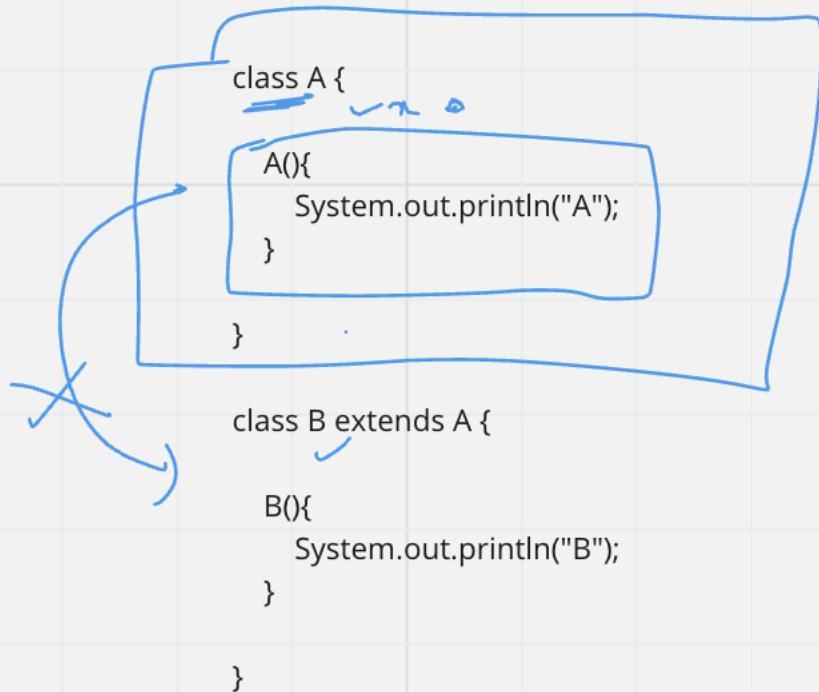 class A {
A(){
System.out.println("A");
}
}
class B extends A {
B(){
System.out.println("B");
}
}